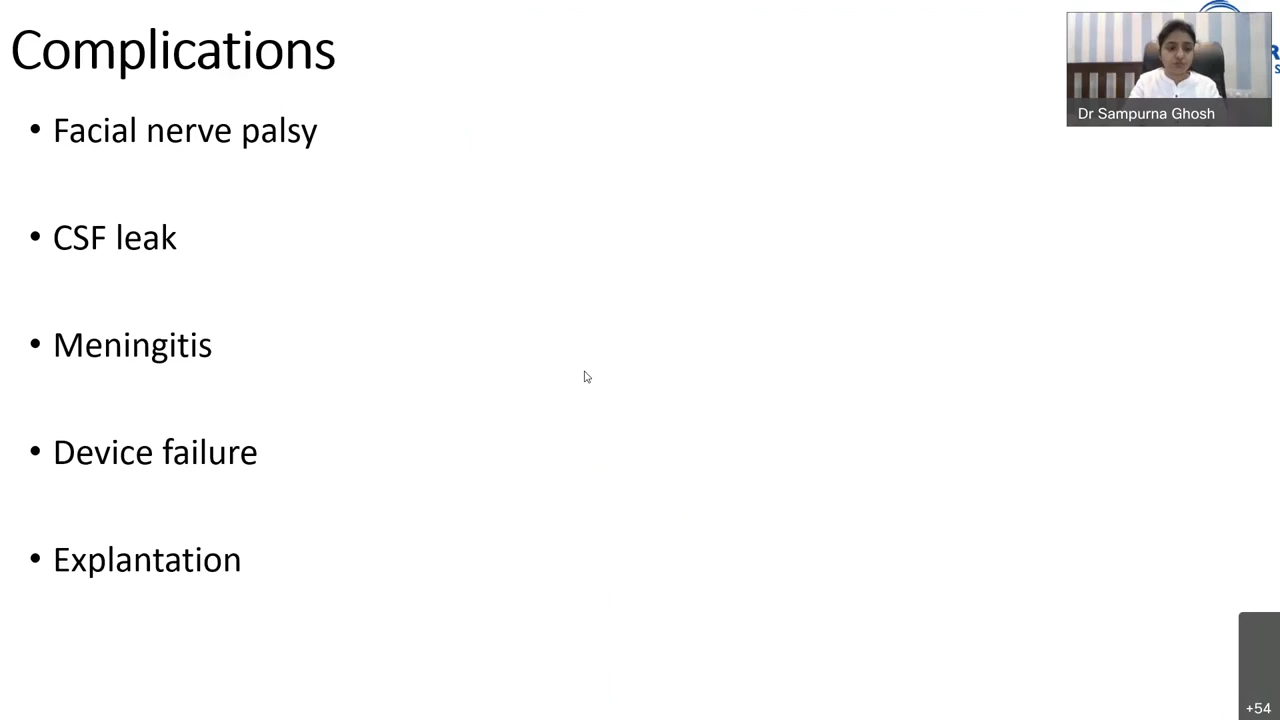 Complications
• Facial nerve palsy
• CSF leak
• Meningitis
• Device failure
• Explantation
Dr Sampurna Ghosh
R
S
+54